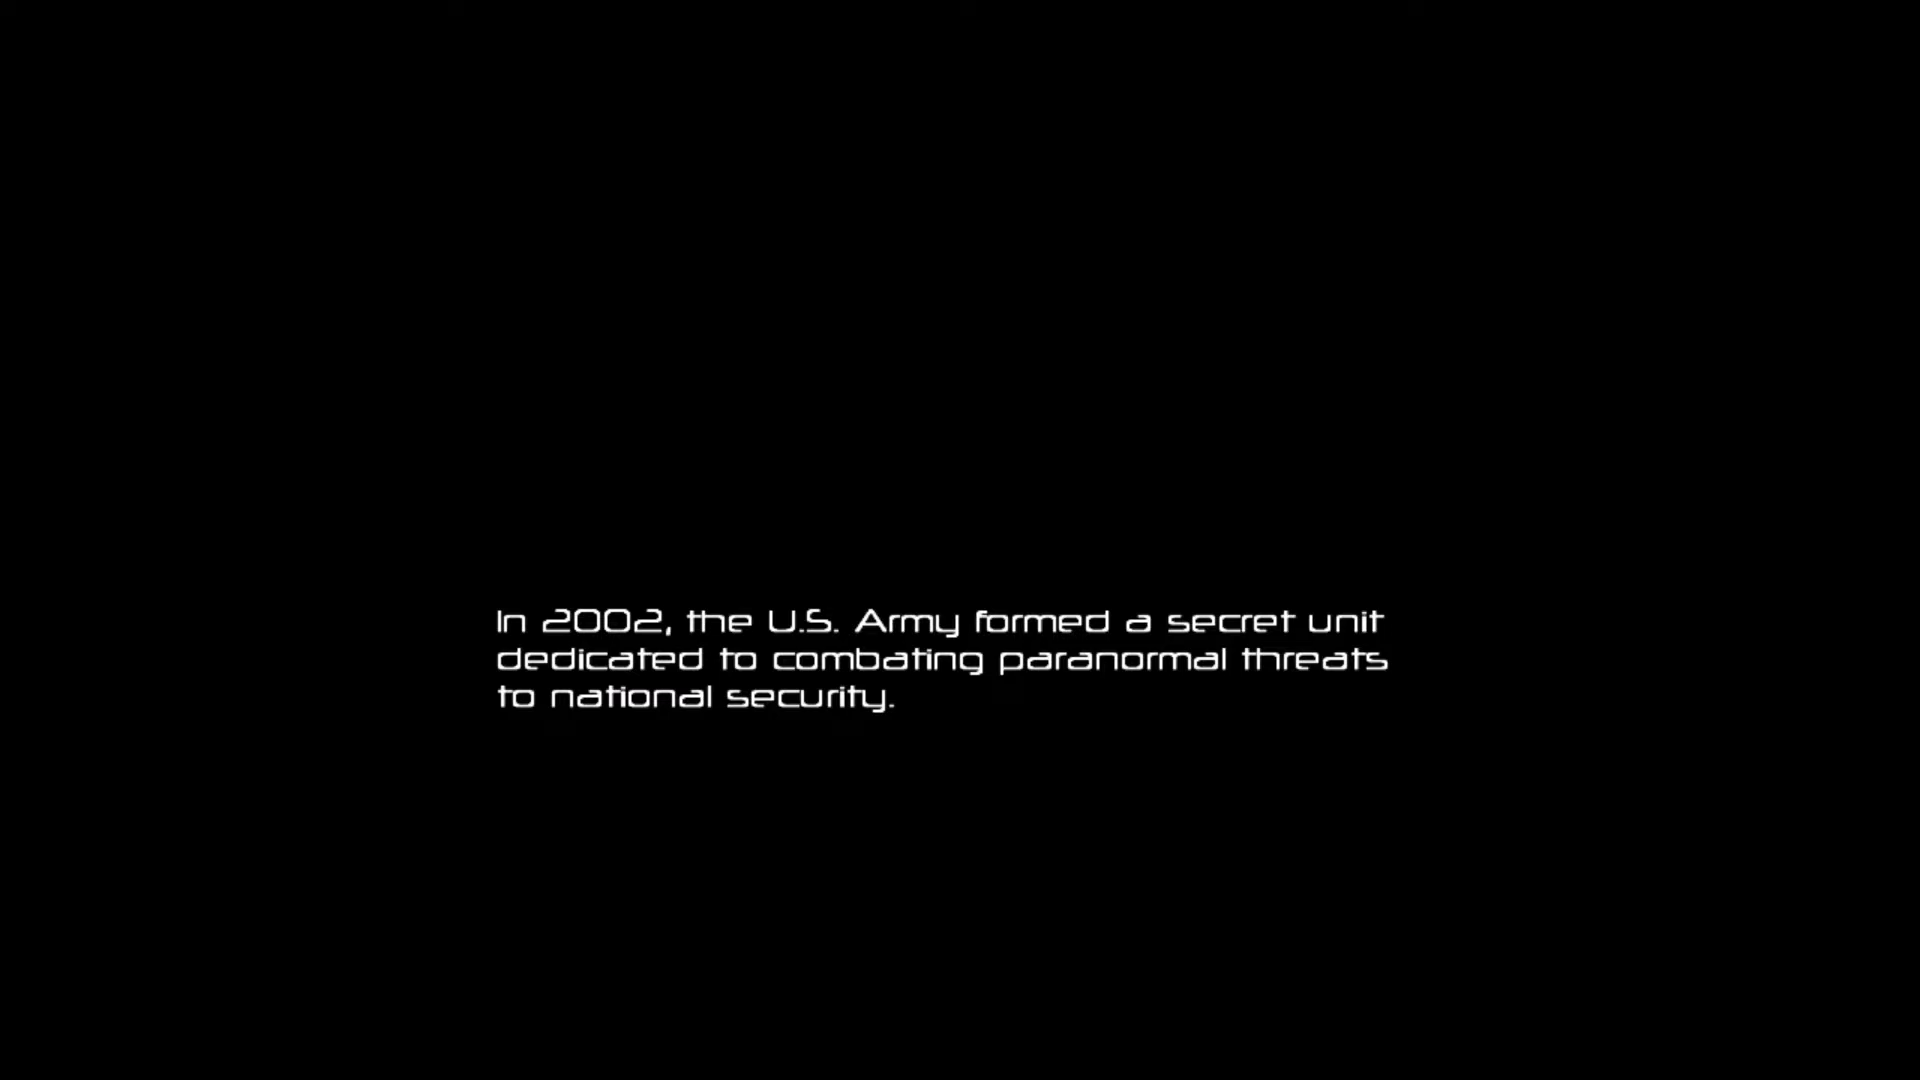 In 2002, the U.S. Army formed a secret unit
dedicated to combating paranormal threats
to national security.